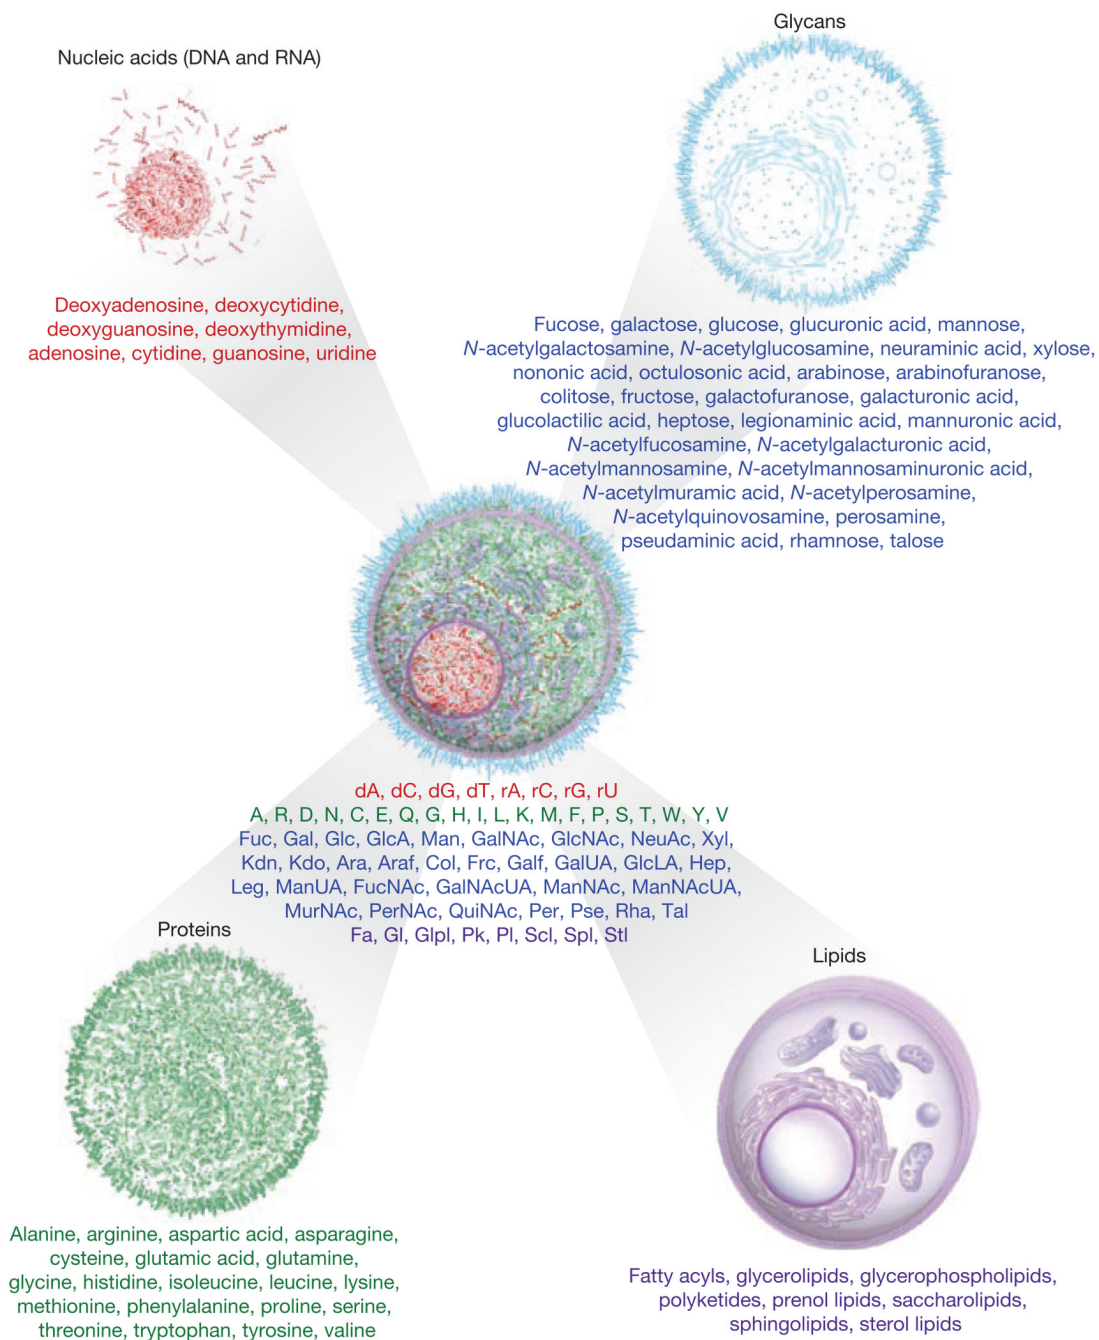 Glycans
Nucleic acids (DNA and RNA)
Deoxyadenosine, deoxycytidine,
deoxyguanosine, deoxythymidine,
adenosine, cytidine, guanosine, uridine
Fucose, galactose, glucose, glucuronic acid, mannose,
N-acetylgalactosamine, N-acetylglucosamine, neuraminic acid, xylose,
nononic acid, octulosonic acid, arabinose, arabinofuranose,
colitose, fructose, galactofuranose, galacturonic acid,
glucolactilic acid, heptose, legionaminic acid, mannuronic acid,
N-acetylfucosamine, N-acetylgalacturonic acid,
N-acetylmannosamine, N-acetylmannosaminuronic acid,
N-acetylmuramic acid, N-acetylperosamine,
N-acetylquinovosamine, perosamine,
pseudaminic acid, rhamnose, talose
dA, dC, dG, dT, rA, rC, rG, rU
A, R, D, N, C, E, Q, G, H, I, L, K, M, F, P, S, T, W, Y, V
Fuc, Gal, Glc, GlcA, Man, GalNAc, GlcNAc, NeuAc, Xyl,
Kdn, Kdo, Ara, Araf, Col, Frc, Galf, GalUA, GlcLA, Hep,
Leg, ManUA, FucNAc, GalNAcUA, ManNAc, ManNAcUA,
MurNAc, PerNAc, QuiNAc, Per, Pse, Rha, Tal
Fa, Gl, Glpl, Pk, Pl, Scl, Spl, Stl
Proteins
Lipids
Alanine, arginine, aspartic acid, asparagine,
cysteine, glutamic acid, glutamine,
glycine, histidine, isoleucine, leucine, lysine,
methionine, phenylalanine, proline, serine,
threonine, tryptophan, tyrosine, valine
Fatty acyls, glycerolipids, glycerophospholipids,
polyketides, prenol lipids, saccharolipids,
sphingolipids, sterol lipids